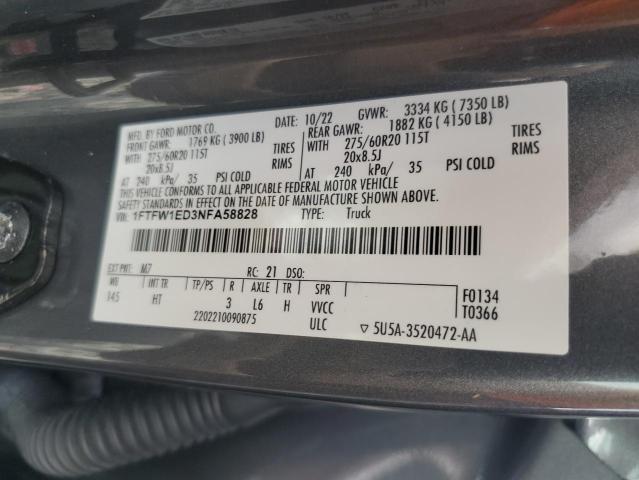 MFD. BY FORD MOTOR CO.
DATE: 10/22 GVWR: 3334 KG ( 7350 LB)
FRONT GAWR: 1769 KG ( 3900 LB) REAR GAWR: 1882 KG ( 4150 LB)
WITH 275/60R20 115T TIRES WITH 275/60R20 115T TIRES
20x8.5J RIMS 20x8.5J RIMS
AT 240 kPa/ 35 PSI COLD AT 240 kPa/ 35 PSI COLD
THIS VEHICLE CONFORMS TO ALL APPLICABLE FEDERAL MOTOR VEHICLE
SAFETY STANDARDS IN EFFECT ON THE DATE OF MANUFACTURE SHOWN ABOVE.
VIN: 1FTFW1ED3NFA58828 TYPE: Truck
EXT PNT: M7 RC: 21 DSO:
WB INT TR TP/PS R AXLE TR SPR
145 HT 3 L6 H VVCC
2202210090875 ULC
F0134
T0366
▽ 5U5A-3520472-AA